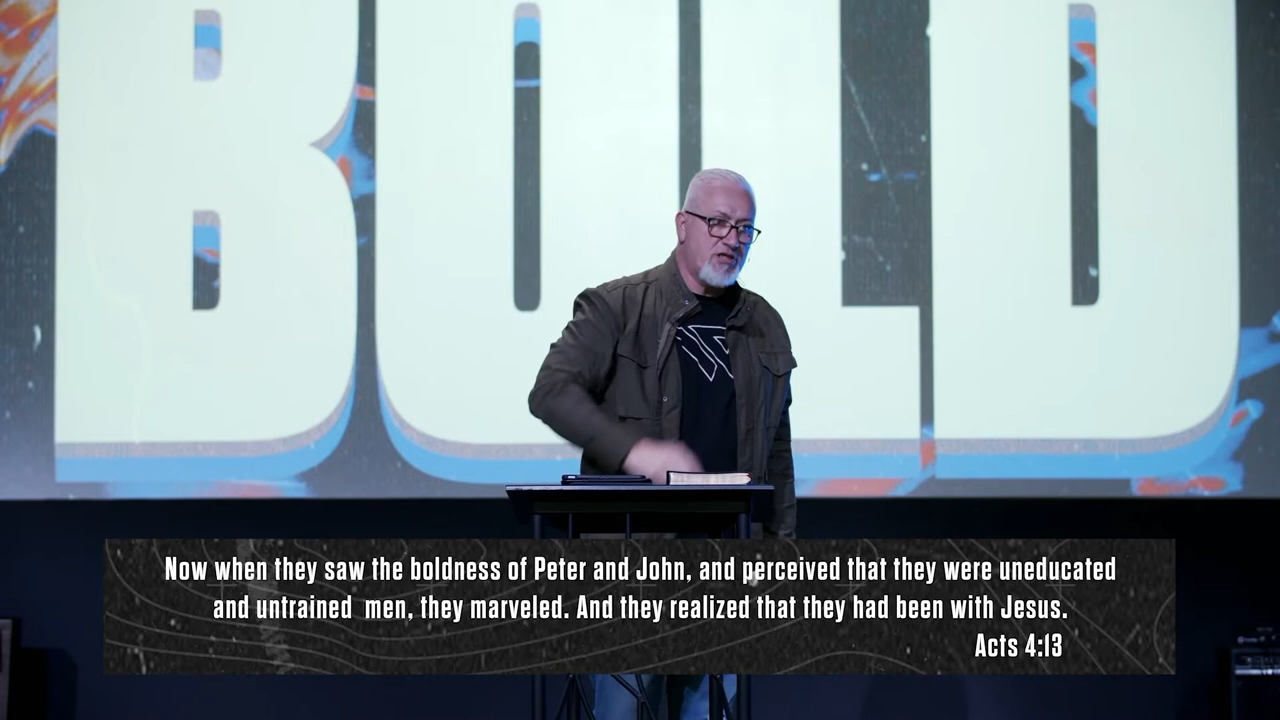 BOLD
Now when they saw the boldness of Peter and John, and perceived that they were uneducated
and untrained  men, they marveled. And they realized that they had been with Jesus.
Acts 4:13